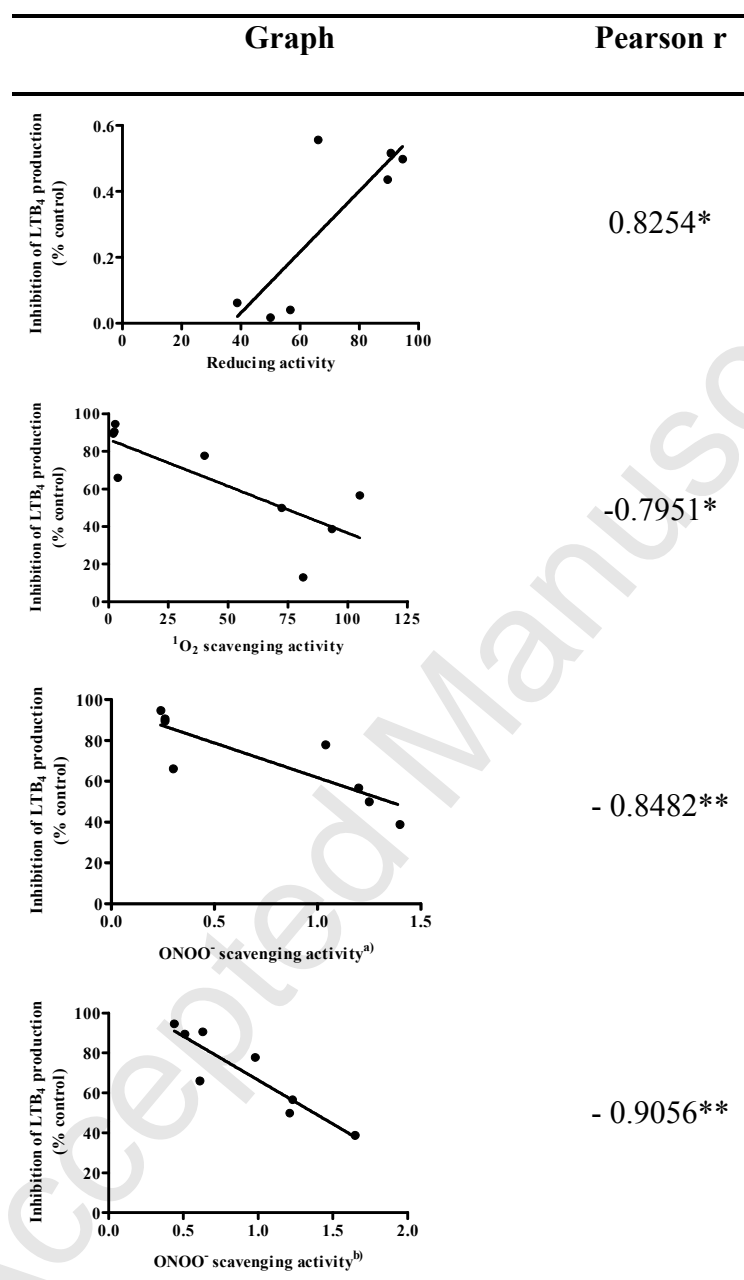 Graph Pearson r
Inhibition of LTB₄ production
(% control)
0.6
0.4
0.2
0.0
0 20 40 60 80 100
Reducing activity
0.8254*
Inhibition of LTB₄ production
(% control)
100
80
60
40
20
0
0 25 50 75 100 125
¹O₂ scavenging activity
-0.7951*
Inhibition of LTB₄ production
(% control)
100
80
60
40
20
0
0.0 0.5 1.0 1.5
ONOO⁻ scavenging activityᵃ⁾
- 0.8482**
Inhibition of LTB₄ production
(% control)
100
80
60
40
20
0
0.0 0.5 1.0 1.5 2.0
ONOO⁻ scavenging activityᵇ⁾
- 0.9056**
Accepted Manusc